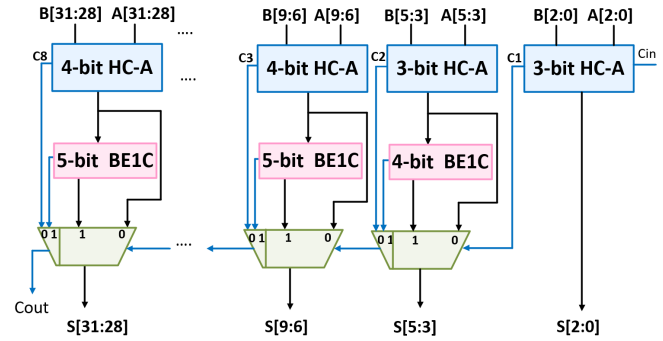 B[31:28] A[31:28] .... B[9:6] A[9:6] B[5:3] A[5:3] B[2:0] A[2:0]
C8 4-bit HC-A .... C3 4-bit HC-A C2 3-bit HC-A C1 3-bit HC-A Cin
5-bit BE1C 5-bit BE1C 4-bit BE1C
0 1 1 0 .... 0 1 1 0 0 1 1 0
Cout
S[31:28] S[9:6] S[5:3] S[2:0]